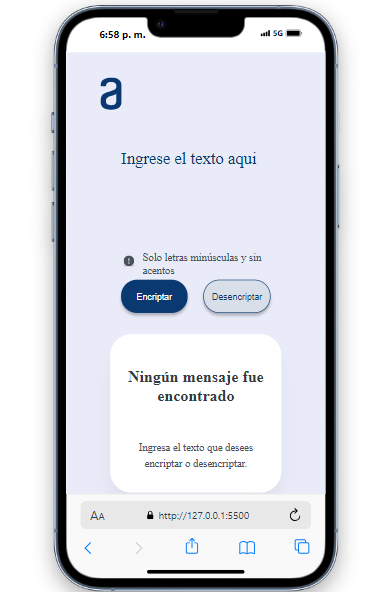 6:58 p. m.
5G
a
Ingrese el texto aqui
! Solo letras minúsculas y sin
acentos
Encriptar
Desencriptar
Ningún mensaje fue
encontrado
Ingresa el texto que desees
encriptar o desencriptar.
AA
http://127.0.0.1:5500